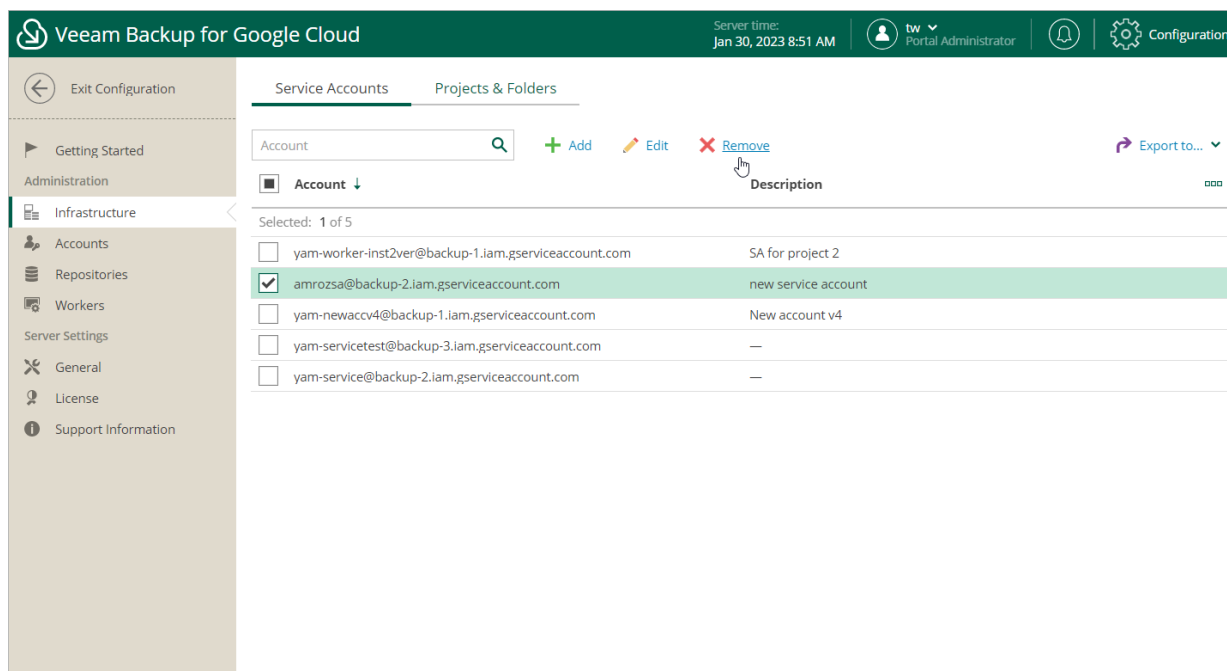 Veeam Backup for Google Cloud
Server time:
Jan 30, 2023 8:51 AM
tw
Portal Administrator
Configuration
Exit Configuration
Getting Started
Administration
Infrastructure
Accounts
Repositories
Workers
Server Settings
General
License
Support Information
Service Accounts Projects & Folders
Account Add Edit Remove Export to...
Account Description
Selected: 1 of 5
yam-worker-inst2ver@backup-1.iam.gserviceaccount.com SA for project 2
amrozsa@backup-2.iam.gserviceaccount.com new service account
yam-newaccv4@backup-1.iam.gserviceaccount.com New account v4
yam-servicetest@backup-3.iam.gserviceaccount.com —
yam-service@backup-2.iam.gserviceaccount.com —